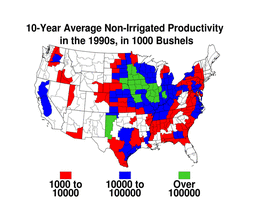 10-Year Average Non-Irrigated Productivity
in the 1990s, in 1000 Bushels
1000 to
10000
10000 to
100000
Over
100000